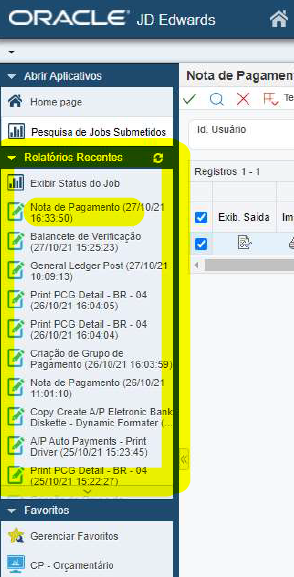 ORACLE® JD Edwards
Abrir Aplicativos
Home page
Pesquisa de Jobs Submetidos
Relatórios Recentes
Exibir Status do Job
Nota de Pagamento (27/10/21
16:33:50)
Balancete de Verificação
(27/10/21 15:25:23)
General Ledger Post (27/10/21
10:09:13)
Print PCG Detail - BR - 04
(26/10/21 16:04:05)
Print PCG Detail - BR - 04
(26/10/21 16:04:04)
Criação de Grupo de
Pagamento (26/10/21 16:03:59)
Nota de Pagamento (26/10/21
11:01:10)
Copy Create A/P Eletronic Bank
Diskette - Dynamic Formater (...
A/P Auto Payments - Print
Driver (25/10/21 15:23:45)
Print PCG Detail - BR - 04
(25/10/21 15:22:27)
Favoritos
Gerenciar Favoritos
CP - Orçamentário
Nota de Pagamen
Te
Id. Usuário
Registros 1 - 1
Exib. Saída Im